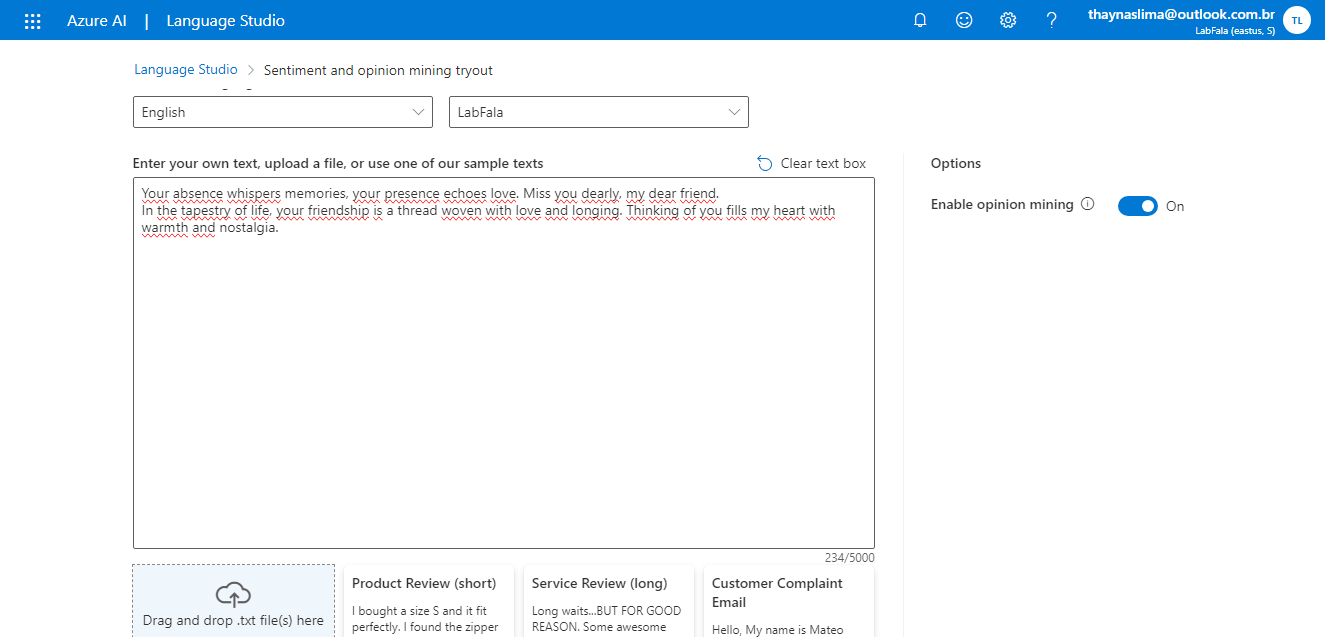 Azure AI | Language Studio
thaynaslima@outlook.com.br
LabFala (eastus, S)
TL
Language Studio > Sentiment and opinion mining tryout
English
LabFala
Enter your own text, upload a file, or use one of our sample texts
Clear text box
Options
Your absence whispers memories, your presence echoes love. Miss you dearly, my dear friend.
In the tapestry of life, your friendship is a thread woven with love and longing. Thinking of you fills my heart with
warmth and nostalgia.
Enable opinion mining
On
234/5000
Drag and drop .txt file(s) here
Product Review (short)
I bought a size S and it fit
perfectly. I found the zipper
Service Review (long)
Long waits...BUT FOR GOOD
REASON. Some awesome
Customer Complaint
Email
Hello, My name is Mateo